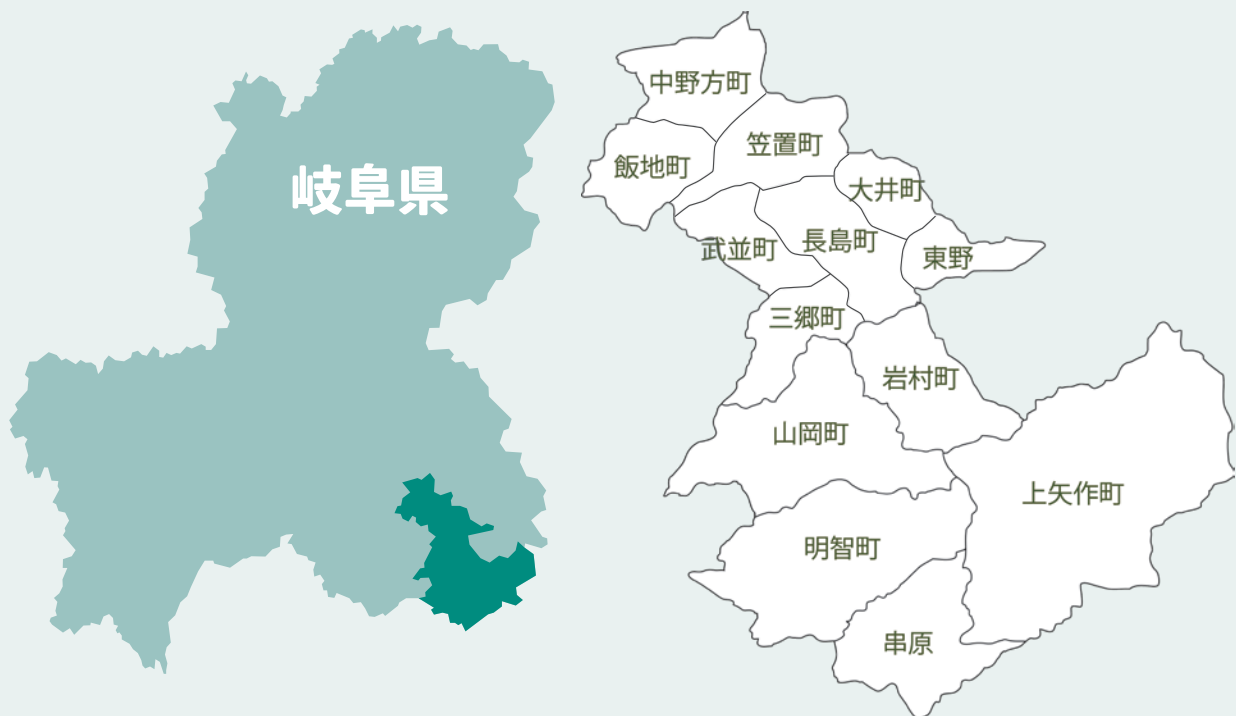 岐阜県
中野方町
笠置町
飯地町
大井町
武並町
長島町
東野
三郷町
岩村町
山岡町
上矢作町
明智町
串原